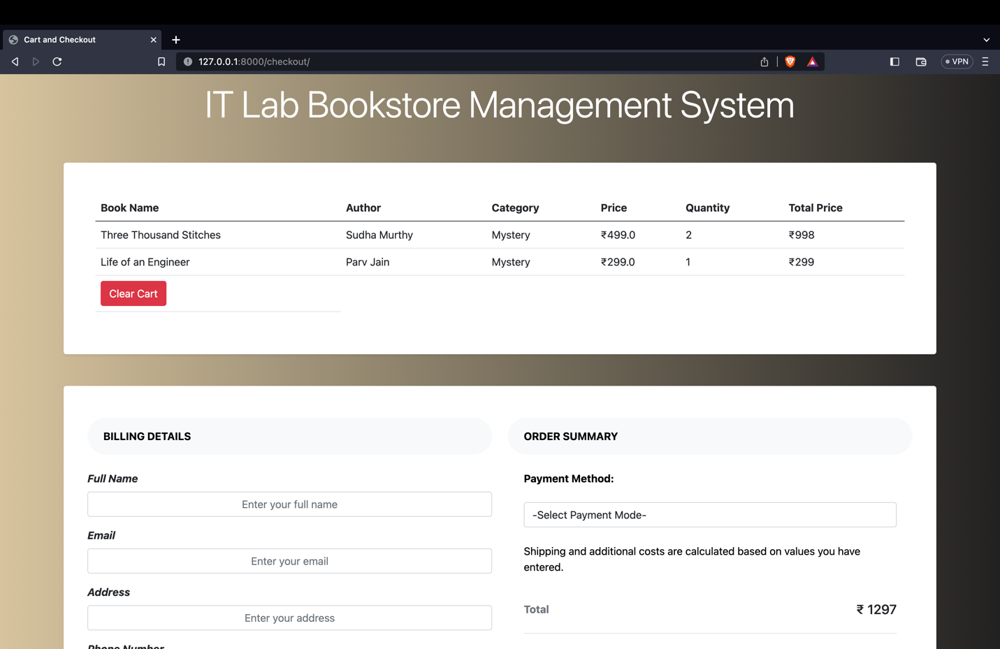 Cart and Checkout
127.0.0.1:8000/checkout/
VPN
IT Lab Bookstore Management System
Book Name Author Category Price Quantity Total Price
Three Thousand Stitches Sudha Murthy Mystery ₹499.0 2 ₹998
Life of an Engineer Parv Jain Mystery ₹299.0 1 ₹299
Clear Cart
BILLING DETAILS
Full Name
Enter your full name
Email
Enter your email
Address
Enter your address
Phone Number
ORDER SUMMARY
Payment Method:
-Select Payment Mode-
Shipping and additional costs are calculated based on values you have
entered.
Total ₹ 1297